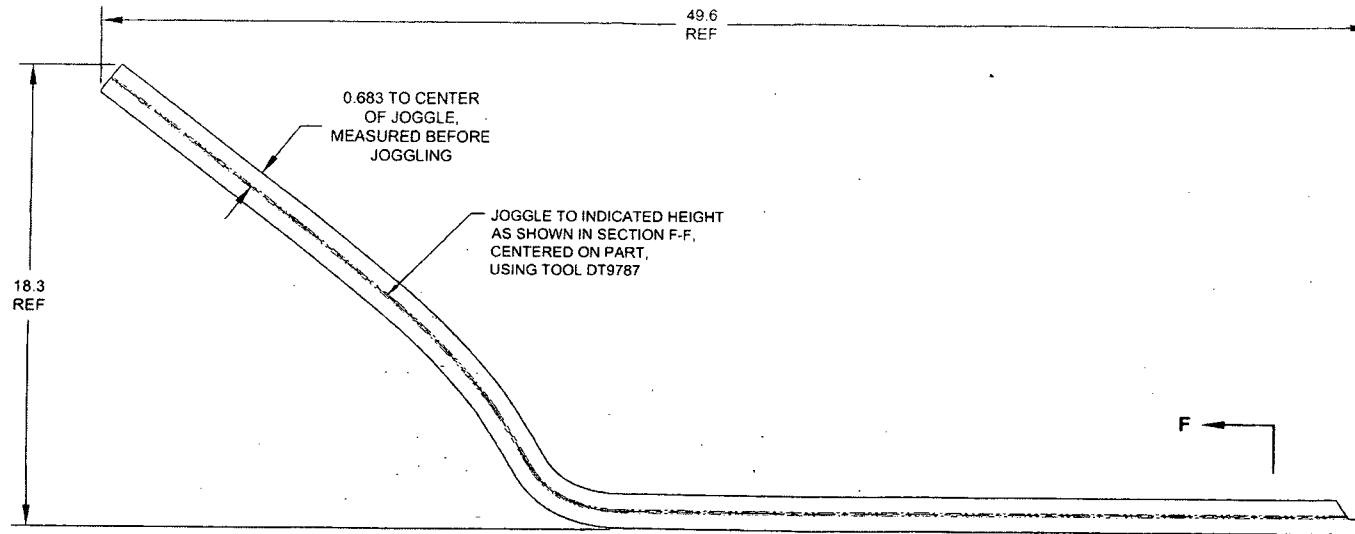 49.6
REF
0.683 TO CENTER
OF JOGGLE,
MEASURED BEFORE
JOGGLING
JOGGLE TO INDICATED HEIGHT
AS SHOWN IN SECTION F-F,
CENTERED ON PART,
USING TOOL DT9787
18.3
REF
F